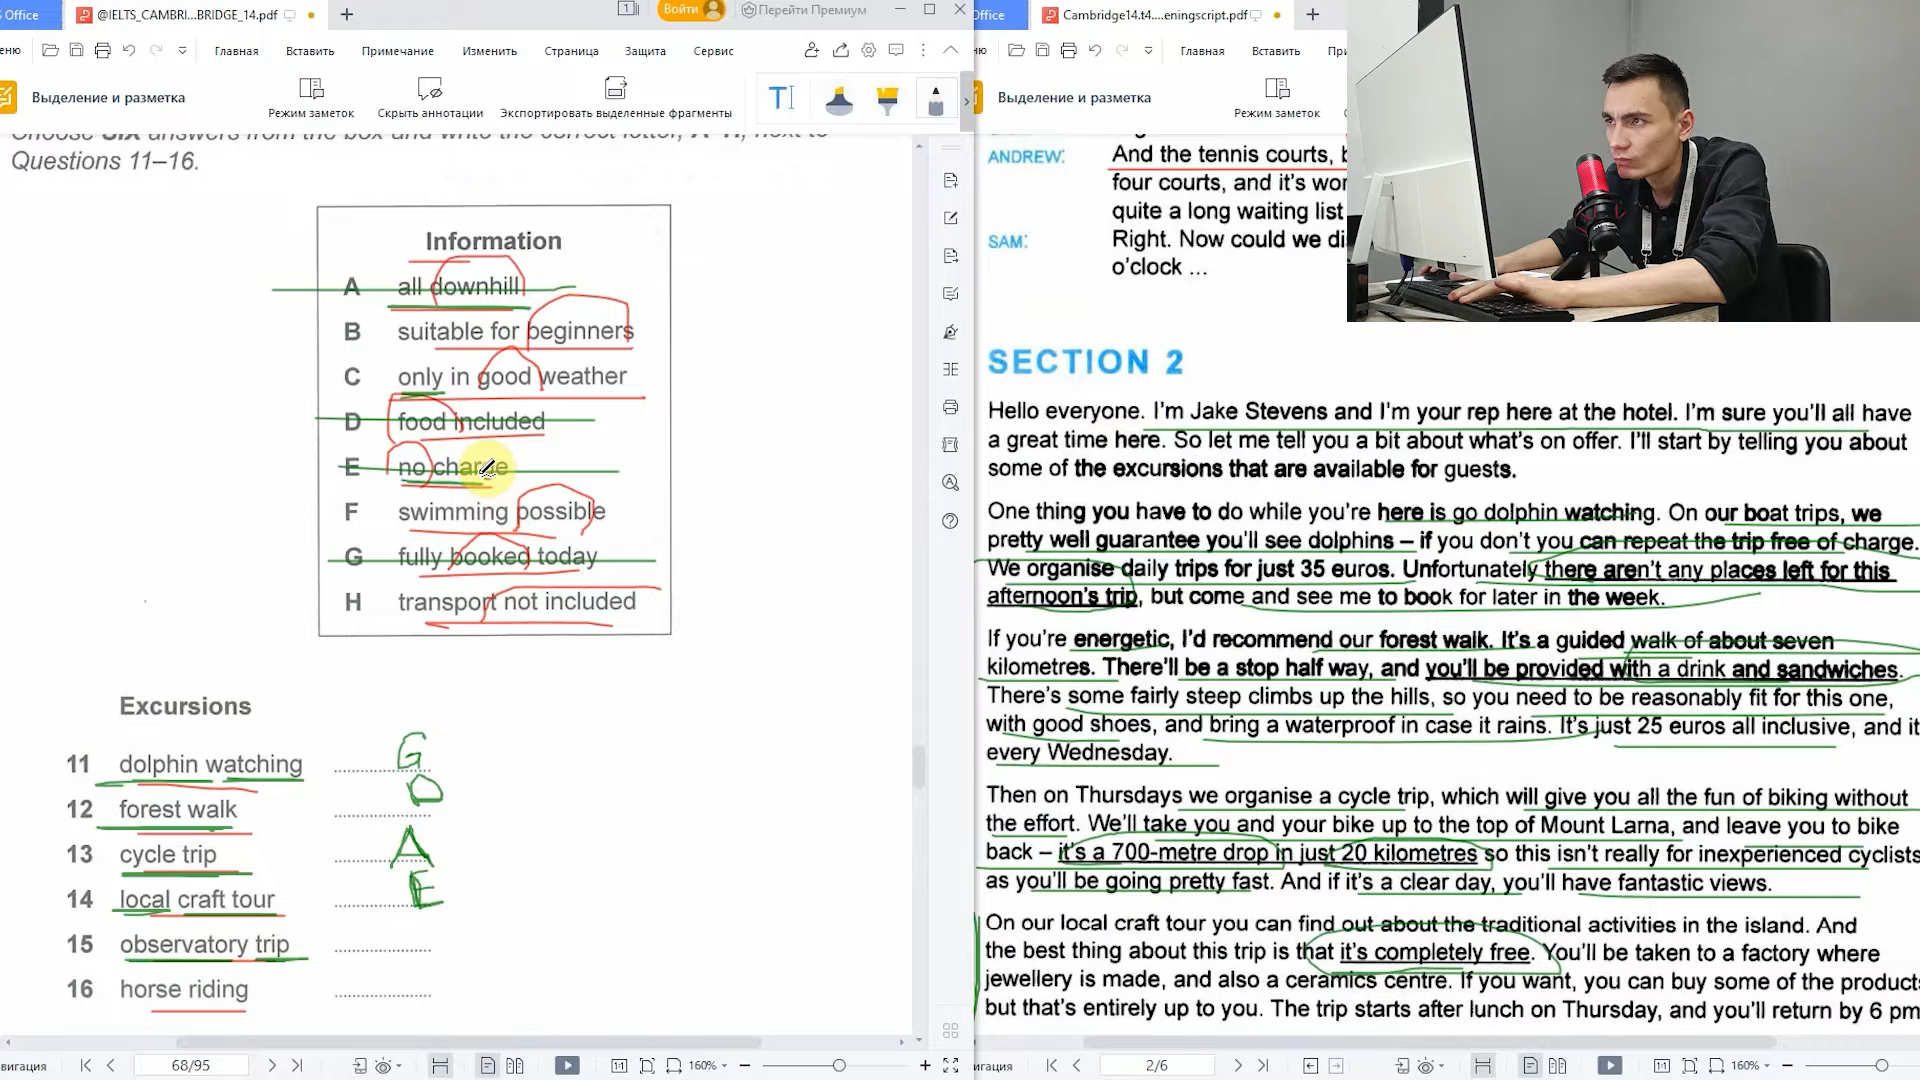 Office
@IELTS_CAMBRI...BRIDGE_14.pdf
Войти
Перейти Премиум
Office
Cambridge14.t4....eningscript.pdf
Главная
Вставить
Примечание
Изменить
Страница
Защита
Сервис
Главная
Вставить
Выделение и разметка
Режим заметок
Скрыть аннотации
Экспортировать выделенные фрагменты
Выделение и разметка
Режим заметок
Choose SIX answers from the box and write the correct letter, A–H, next to
Questions 11–16.
Information
A all downhill
B suitable for beginners
C only in good weather
D food included
E no charge
F swimming possible
G fully booked today
H transport not included
Excursions
11 dolphin watching .................. G
12 forest walk .................. D
13 cycle trip .................. A
14 local craft tour .................. E
15 observatory trip ..................
16 horse riding ..................
68/95
160%
ANDREW: And the tennis courts,
four courts, and it's
quite a long waiting list
SAM: Right. Now could we
o'clock ...
SECTION 2
Hello everyone. I'm Jake Stevens and I'm your rep here at the hotel. I'm sure you'll all have
a great time here. So let me tell you a bit about what's on offer. I'll start by telling you about
some of the excursions that are available for guests.
One thing you have to do while you're here is go dolphin watching. On our boat trips, we
pretty well guarantee you'll see dolphins – if you don't you can repeat the trip free of charge.
We organise daily trips for just 35 euros. Unfortunately there aren't any places left for this
afternoon's trip, but come and see me to book for later in the week.
If you're energetic, I'd recommend our forest walk. It's a guided walk of about seven
kilometres. There'll be a stop half way, and you'll be provided with a drink and sandwiches.
There's some fairly steep climbs up the hills, so you need to be reasonably fit for this one,
with good shoes, and bring a waterproof in case it rains. It's just 25 euros all inclusive, and it
every Wednesday.
Then on Thursdays we organise a cycle trip, which will give you all the fun of biking without
the effort. We'll take you and your bike up to the top of Mount Larna, and leave you to bike
back – it's a 700-metre drop in just 20 kilometres so this isn't really for inexperienced cyclists
as you'll be going pretty fast. And if it's a clear day, you'll have fantastic views.
On our local craft tour you can find out about the traditional activities in the island. And
the best thing about this trip is that it's completely free. You'll be taken to a factory where
jewellery is made, and also a ceramics centre. If you want, you can buy some of the products
but that's entirely up to you. The trip starts after lunch on Thursday, and you'll return by 6 pm
2/6
160%